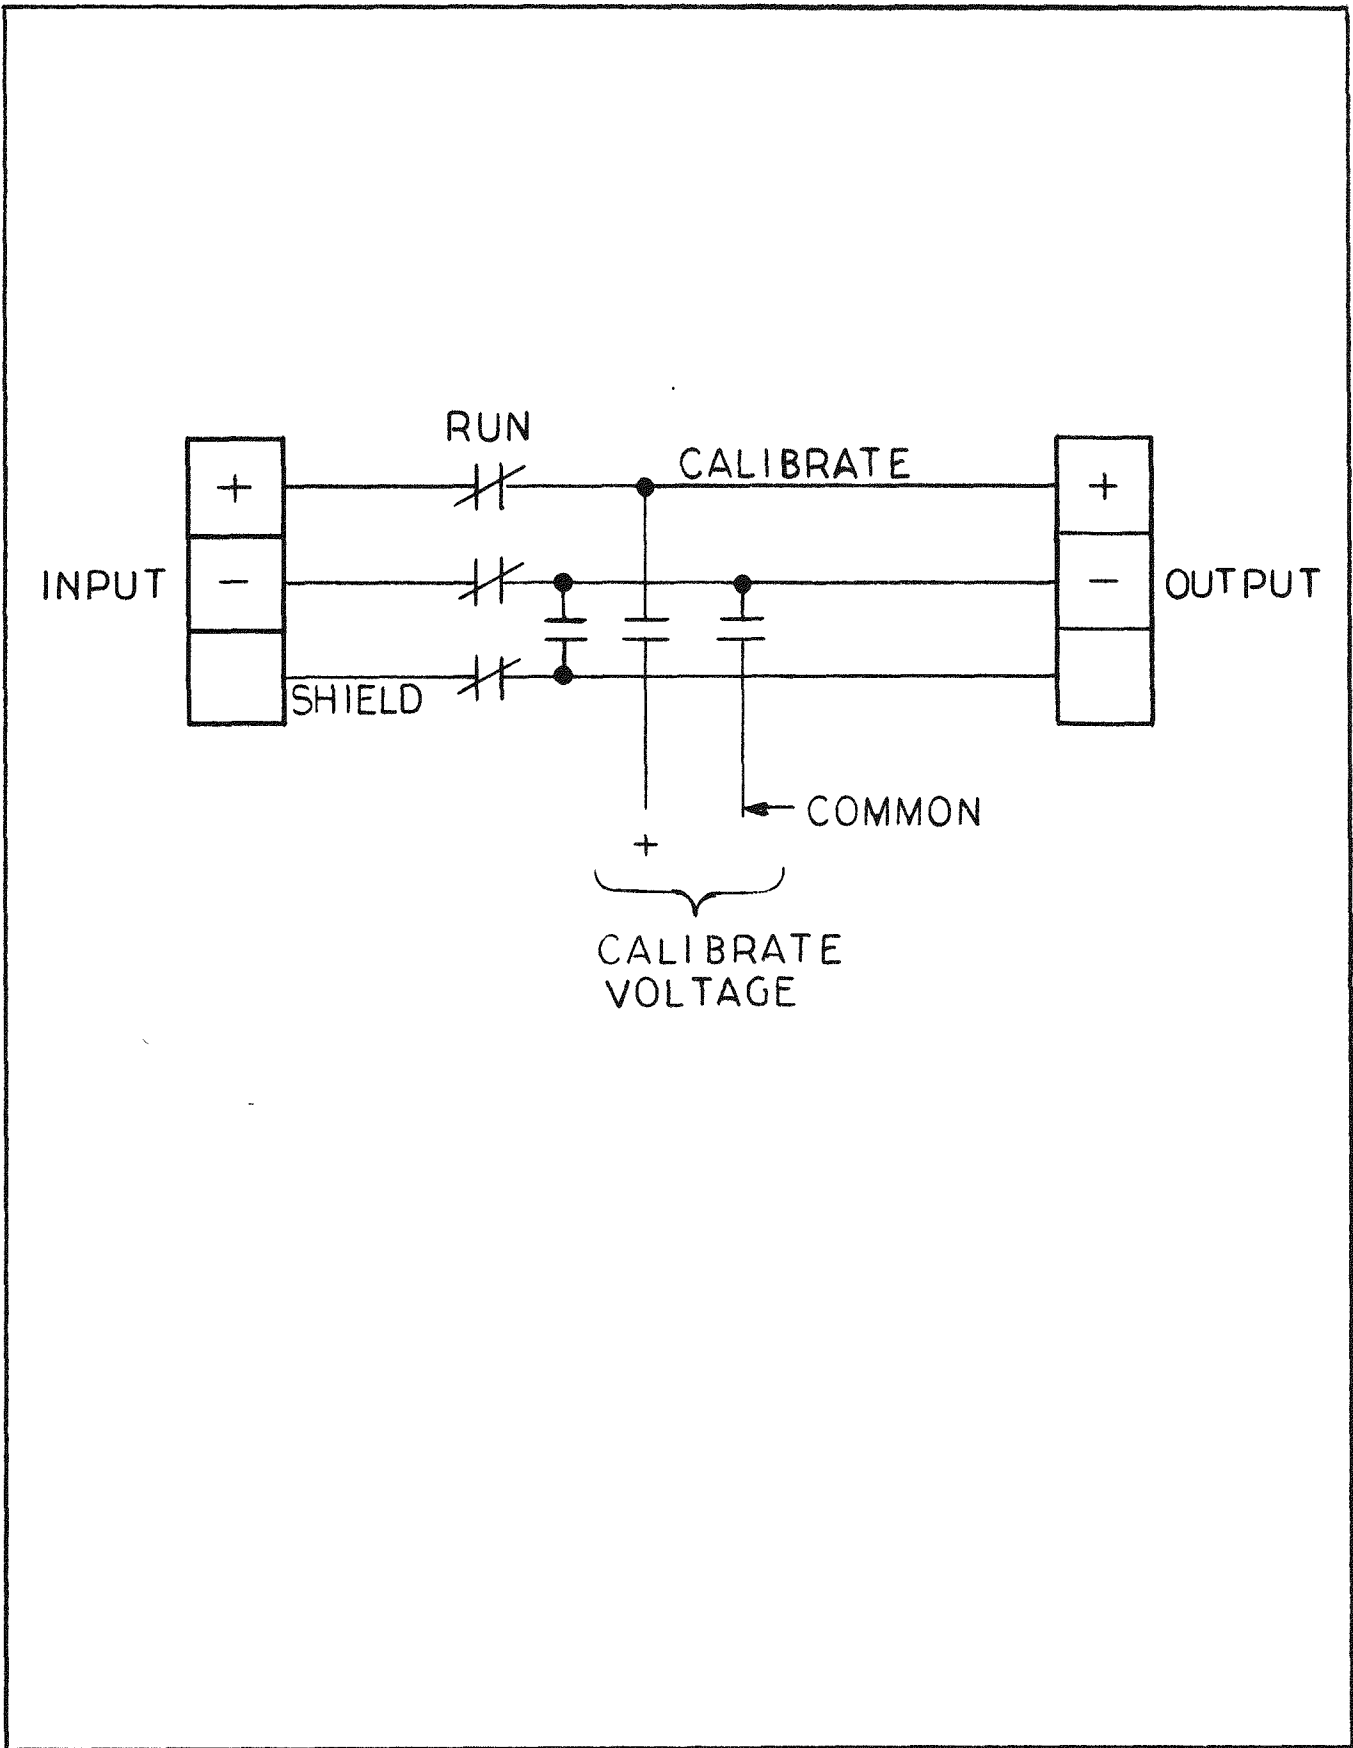 RUN
CALIBRATE
+
+
INPUT
−
−
OUTPUT
SHIELD
COMMON
+
CALIBRATE
VOLTAGE